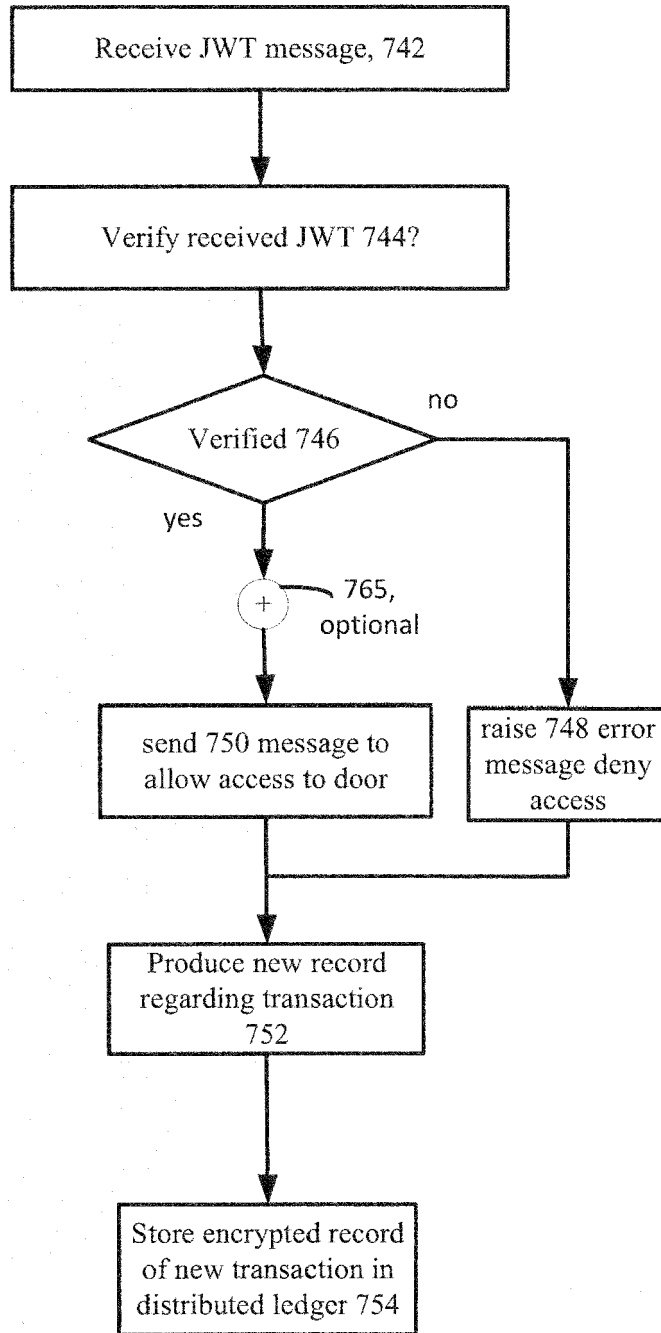 Receive JWT message, 742
Verify received JWT 744?
Verified 746
no
yes
+
765,
optional
send 750 message to
allow access to door
raise 748 error
message deny
access
Produce new record
regarding transaction
752
Store encrypted record
of new transaction in
distributed ledger 754